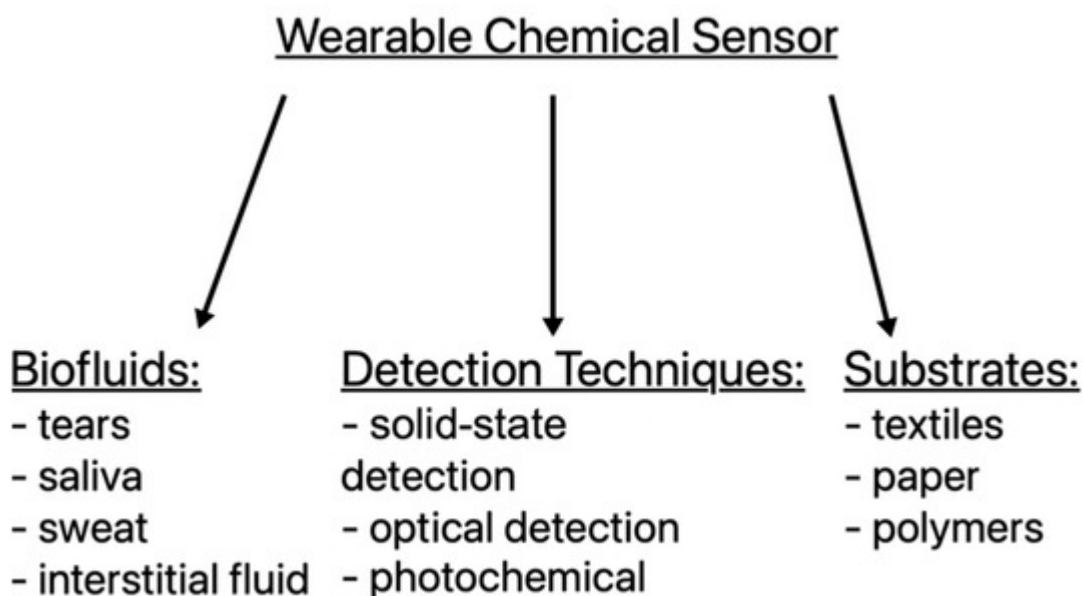 Wearable Chemical Sensor
Biofluids:
- tears
- saliva
- sweat
- interstitial fluid
Detection Techniques:
- solid-state
detection
- optical detection
- photochemical
Substrates:
- textiles
- paper
- polymers